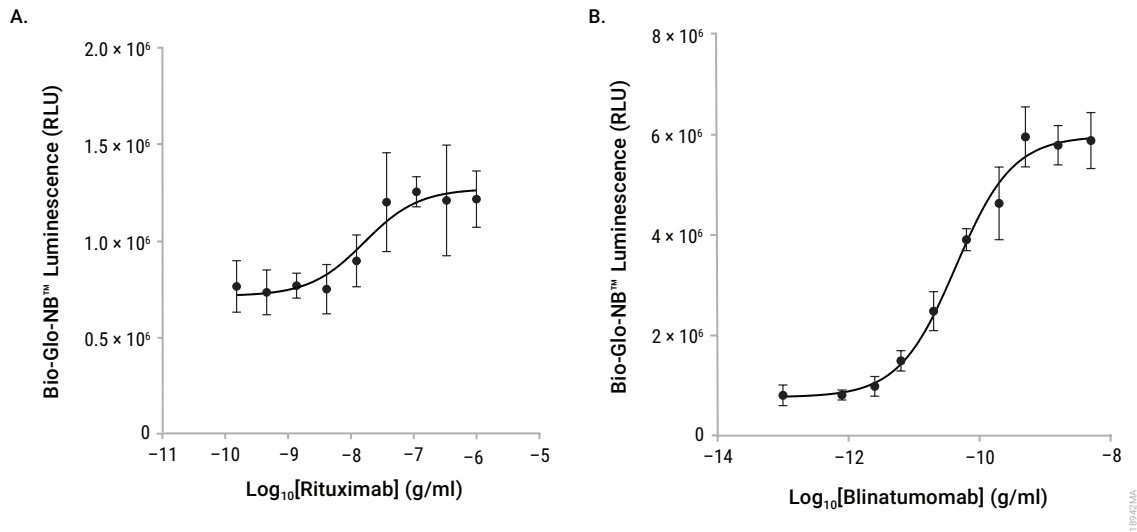 A.
Bio-Glo-NB™ Luminescence (RLU)
2.0 × 10⁶
1.5 × 10⁶
1.0 × 10⁶
0.5 × 10⁶
0
−11
−10
−9
−8
−7
−6
−5
Log₁₀[Rituximab] (g/ml)
B.
Bio-Glo-NB™ Luminescence (RLU)
8 × 10⁶
6 × 10⁶
4 × 10⁶
2 × 10⁶
0
−14
−12
−10
−8
Log₁₀[Blinatumomab] (g/ml)
18942MA